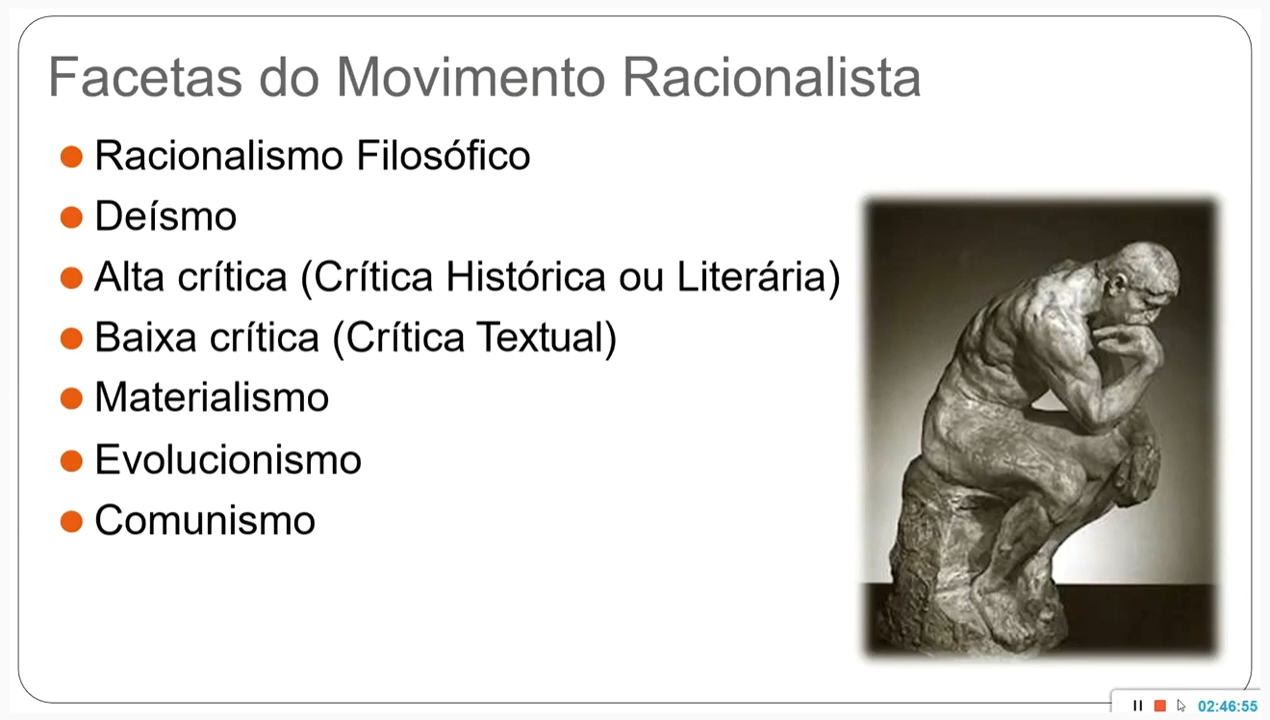 Facetas do Movimento Racionalista
Racionalismo Filosófico
Deísmo
Alta crítica (Crítica Histórica ou Literária)
Baixa crítica (Crítica Textual)
Materialismo
Evolucionismo
Comunismo
02:46:55